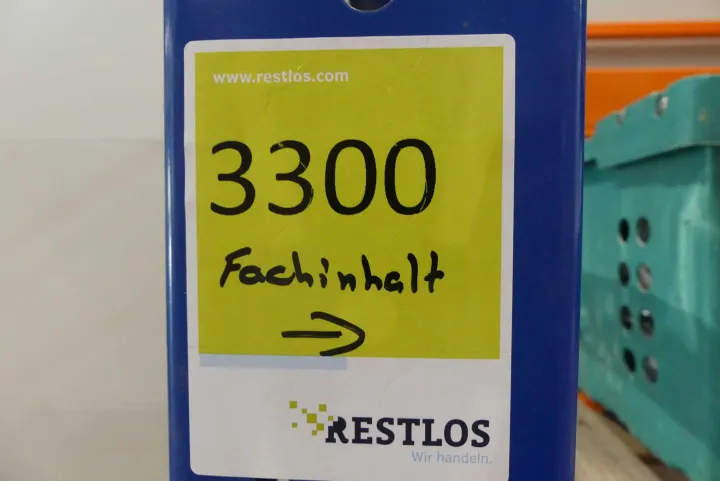 www.restlos.com
3300
Fachinhalt
→
RESTLOS
Wir handeln.